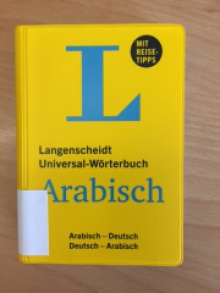 MIT
REISE-
TIPPS
L
Langenscheidt
Universal-Wörterbuch
Arabisch
Arabisch – Deutsch
Deutsch – Arabisch